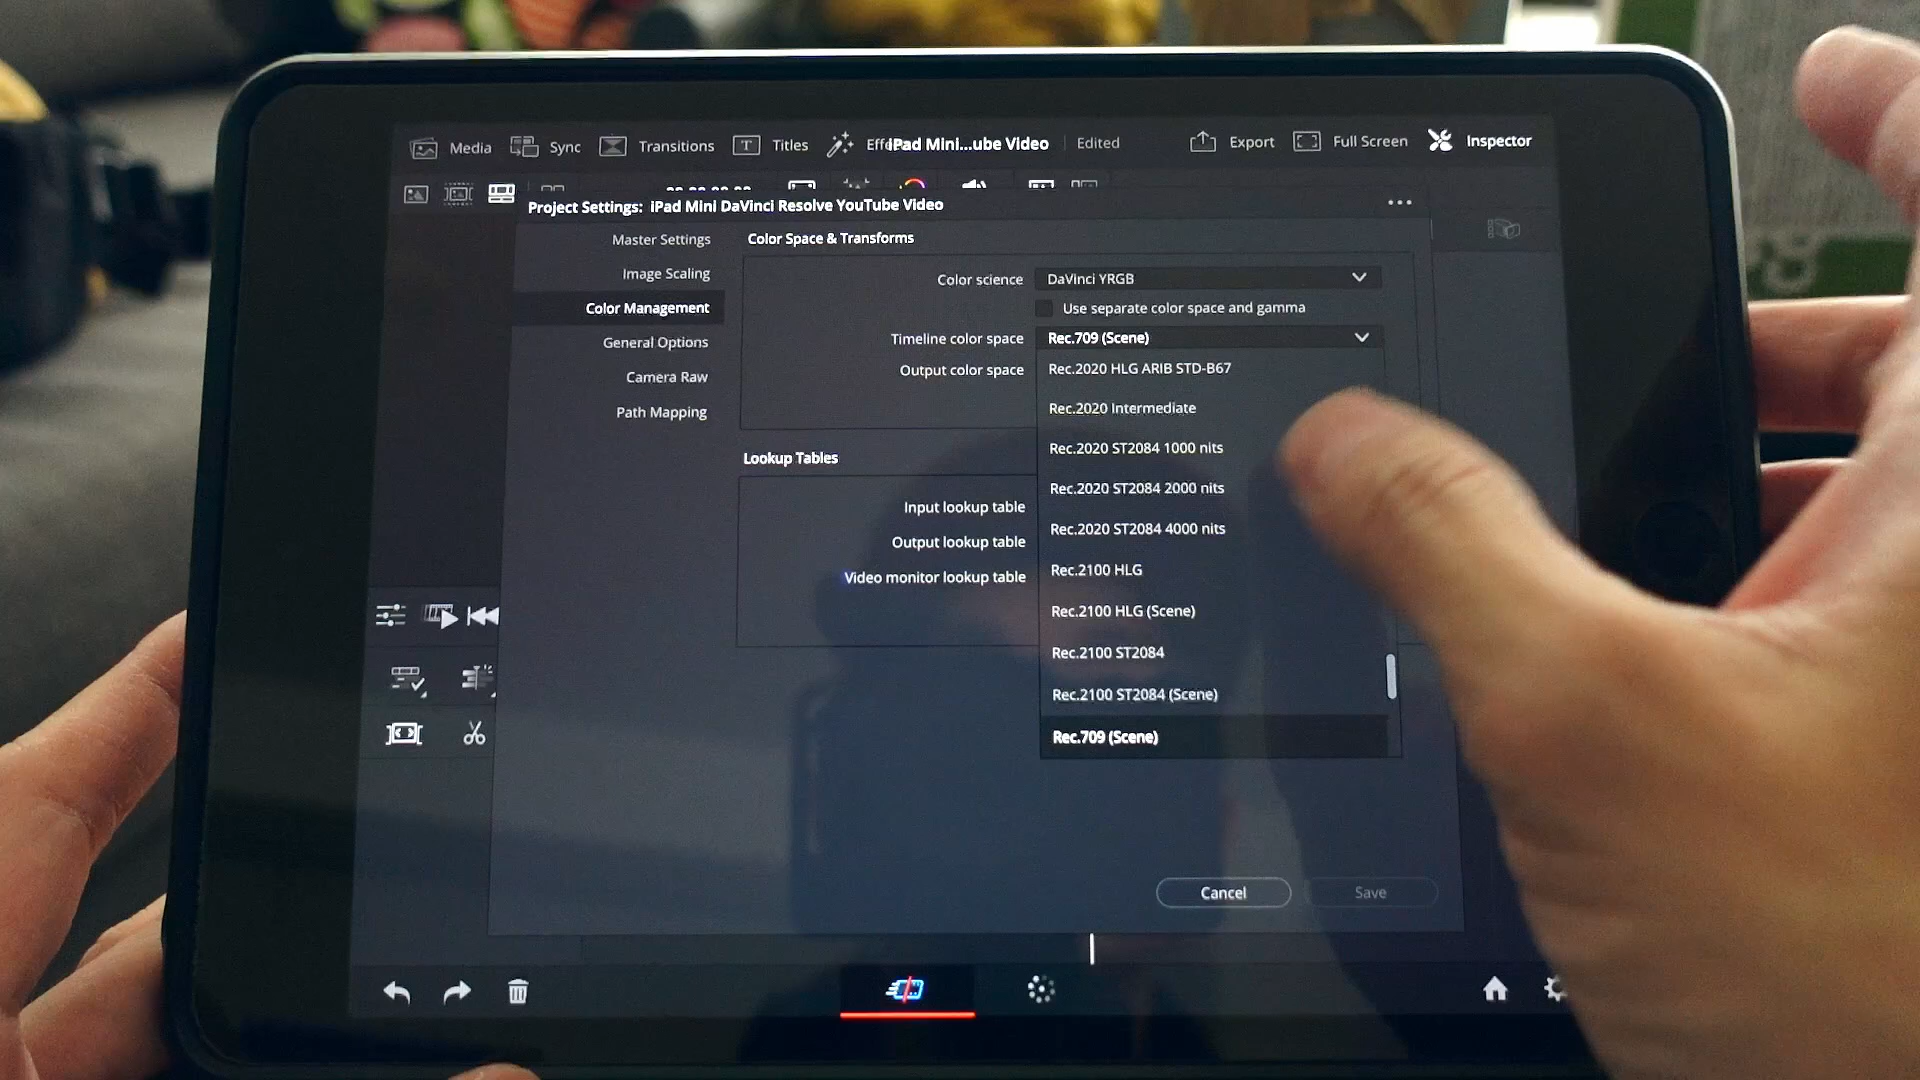 Media Sync Transitions Titles Effe iPad Mini...ube Video Edited Export Full Screen Inspector
Project Settings: iPad Mini DaVinci Resolve YouTube Video
Master Settings
Image Scaling
Color Management
General Options
Camera Raw
Path Mapping
Color Space & Transforms
Color science DaVinci YRGB
Use separate color space and gamma
Timeline color space Rec.709 (Scene)
Output color space
Rec.2020 HLG ARIB STD-B67
Rec.2020 Intermediate
Rec.2020 ST2084 1000 nits
Rec.2020 ST2084 2000 nits
Rec.2020 ST2084 4000 nits
Rec.2100 HLG
Rec.2100 HLG (Scene)
Rec.2100 ST2084
Rec.2100 ST2084 (Scene)
Rec.709 (Scene)
Lookup Tables
Input lookup table
Output lookup table
Video monitor lookup table
Cancel Save